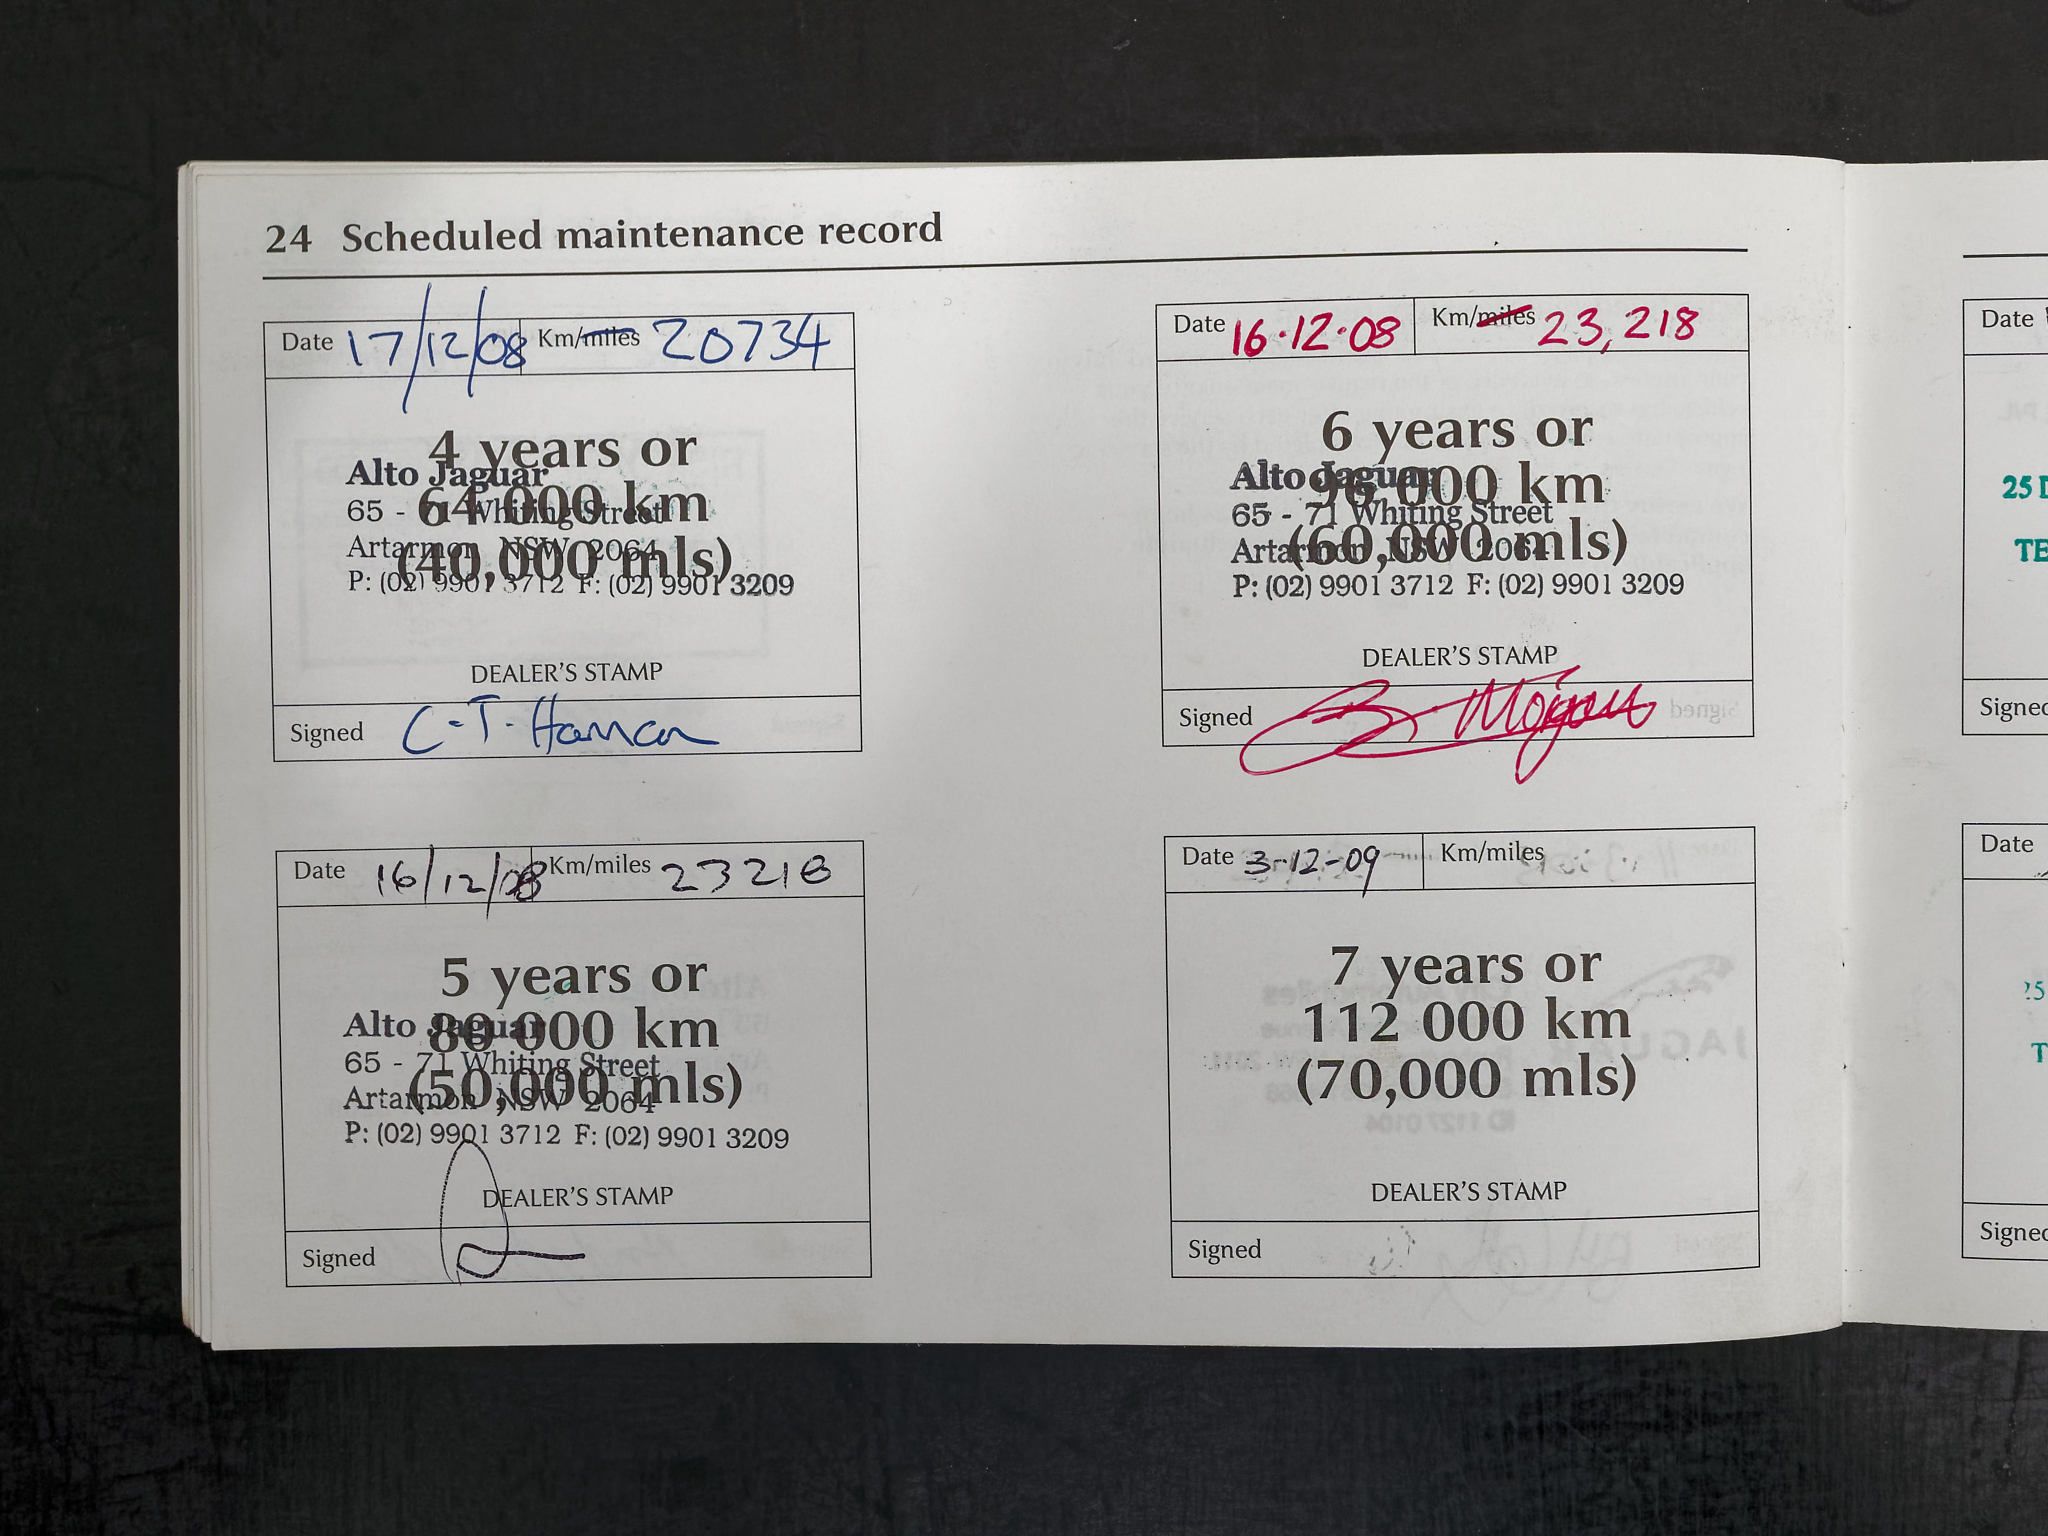 24 Scheduled maintenance record
Date 17/12/08 Km/miles 20734
4 years or
64 000 km
(40,000 mls)
Alto Jaguar
65 - 71 Whiting Street
Artarmon NSW 2064
P: (02) 9901 3712 F: (02) 9901 3209
DEALER'S STAMP
Signed
Date 16/12/08 Km/miles 23218
5 years or
80 000 km
(50,000 mls)
Alto Jaguar
65 - 71 Whiting Street
Artarmon NSW 2064
P: (02) 9901 3712 F: (02) 9901 3209
DEALER'S STAMP
Signed
Date 16.12.08 Km/miles 23,218
6 years or
96 000 km
(60,000 mls)
Alto Jaguar
65 - 71 Whiting Street
Artarmon NSW 2064
P: (02) 9901 3712 F: (02) 9901 3209
DEALER'S STAMP
Signed
Date 3-12-09 Km/miles
7 years or
112 000 km
(70,000 mls)
DEALER'S STAMP
Signed
Date
25
TE
Signed
Date
25
T
Signed